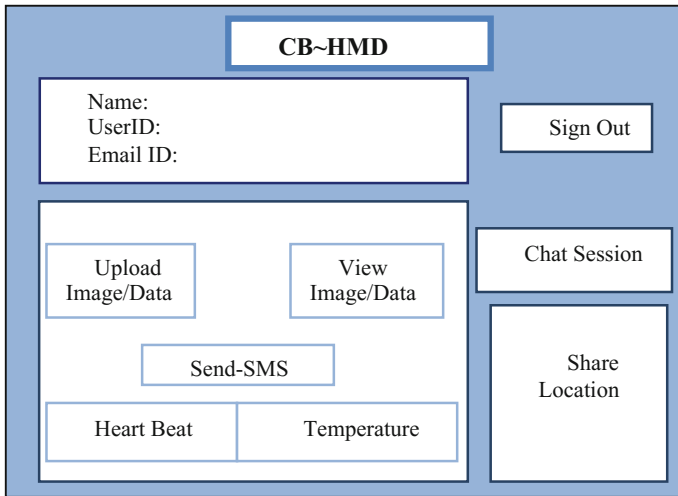 CB~HMD
Name:
UserID:
Email ID:
Sign Out
Upload
Image/Data
View
Image/Data
Send-SMS
Heart Beat
Temperature
Chat Session
Share
Location